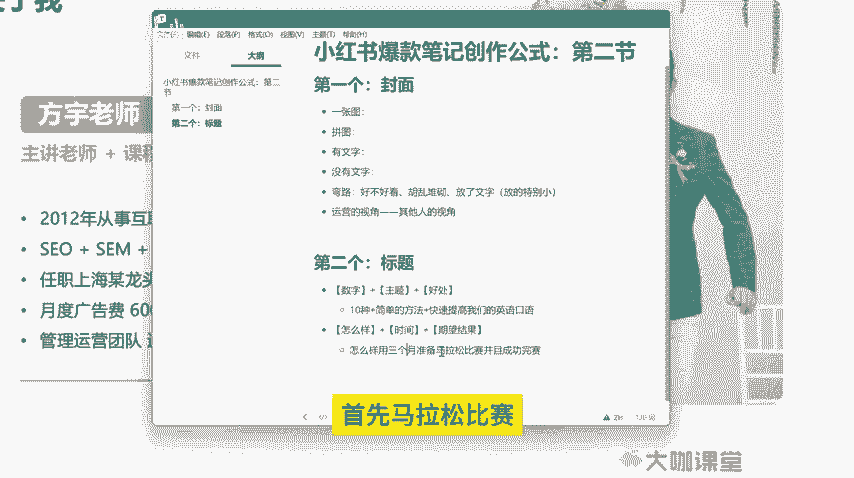 方宇老师
主讲老师 + 课程
2012年从事互联
SEO + SEM +
任职上海某龙头
月度广告费 600
管理运营团队
文件(F) 编辑(E) 段落(P) 格式(O) 视图(V) 主题(T) 帮助(H)
文件 大纲
小红书爆款笔记创作公式：第二节
第一个：封面
第二个：标题
小红书爆款笔记创作公式：第二节
第一个：封面
一张图：
拼图：
有文字：
没有文字：
弯路：好不好看、胡乱堆砌、放了文字（放的特别小）
运营的视角——其他人的视角
第二个：标题
【数字】+【主题】+【好处】
10种+简单的方法+快速提高我们的英语口语
【怎么样】+【时间】+【期望结果】
怎么样用三个月准备马拉松比赛并且成功完赛
首先马拉松比赛
大咖课堂